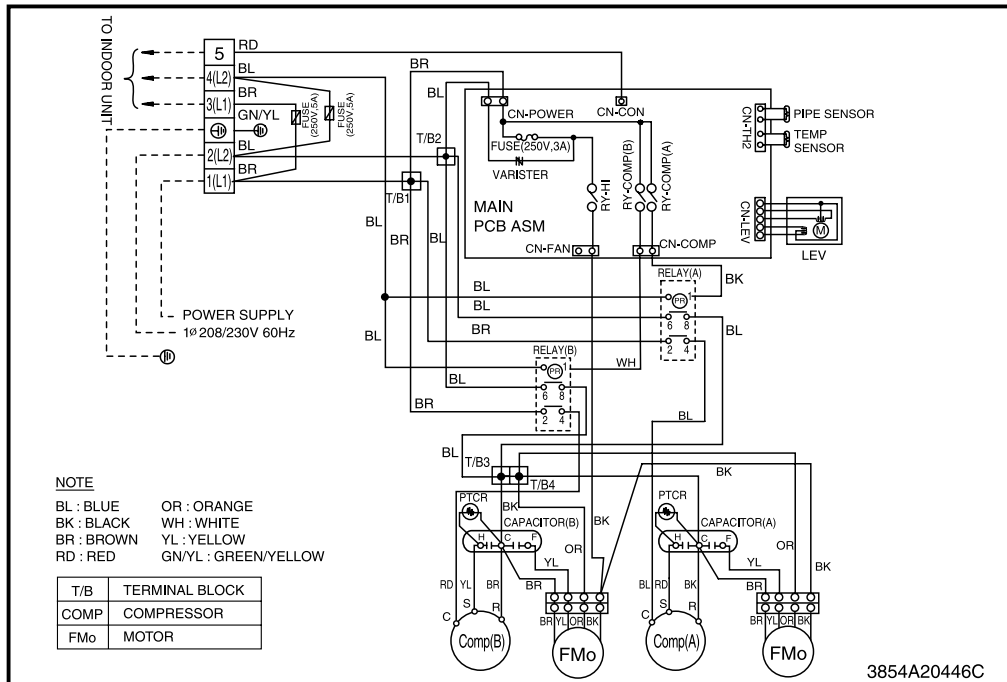 TO INDOOR UNIT
5
RD
4(L2)
BL
3(L1)
BR
GN/YL
2(L2)
BL
1(L1)
BR
FUSE
(250V,5A)
FUSE
(250V,5A)
POWER SUPPLY
1ø 208/230V 60Hz
BR
BL
T/B2
T/B1
BL
BR
BL
CN-POWER
CN-CON
FUSE(250V,3A)
VARISTER
RY-HI
RY-COMP(B)
RY-COMP(A)
MAIN
PCB ASM
CN-FAN
CN-COMP
CN-TH2
PIPE SENSOR
TEMP
SENSOR
CN-LEV
M
LEV
BK
RELAY(A)
BL
BL
BR
PR
1
6
8
2
4
BL
BL
BL
BR
RELAY(B)
PR
1
6
8
2
4
WH
BL
BL
T/B3
T/B4
BK
BK
PTCR
CAPACITOR(B)
H
C
F
BK
OR
YL
BR
RD
YL
BR
C
S
R
Comp(B)
BR
YL
OR
BK
FMo
BK
PTCR
CAPACITOR(A)
H
C
F
OR
YL
BK
BR
BL
RD
BK
C
S
R
Comp(A)
BR
YL
OR
BK
FMo
NOTE
BL : BLUE OR : ORANGE
BK : BLACK WH : WHITE
BR : BROWN YL : YELLOW
RD : RED GN/YL : GREEN/YELLOW
T/B TERMINAL BLOCK
COMP COMPRESSOR
FMo MOTOR
3854A20446C